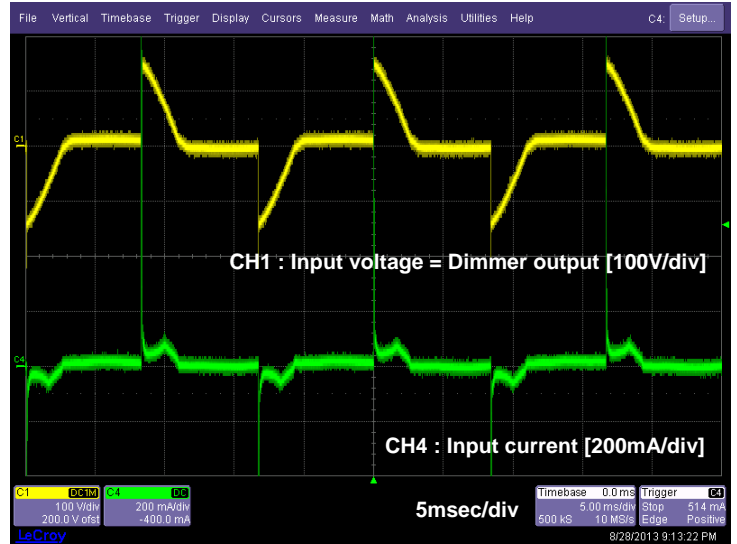 File Vertical Timebase Trigger Display Cursors Measure Math Analysis Utilities Help C4: Setup...
C1
CH1 : Input voltage = Dimmer output [100V/div]
C4
CH4 : Input current [200mA/div]
5msec/div
C1 DC1M
100 V/div
200.0 V ofst
C4 DC
200 mA/div
-400.0 mA
Timebase 0.0 ms
5.00 ms/div
500 kS 10 MS/s
Trigger C4
Stop 514 mA
Edge Positive
LeCroy
8/28/2013 9:13:22 PM